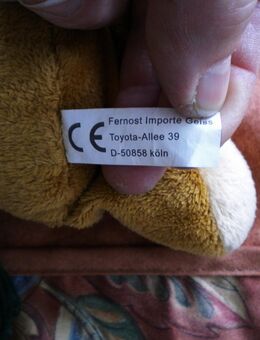 CE
Fernost Importe
Toyota-Allee 39
D-50858 köln